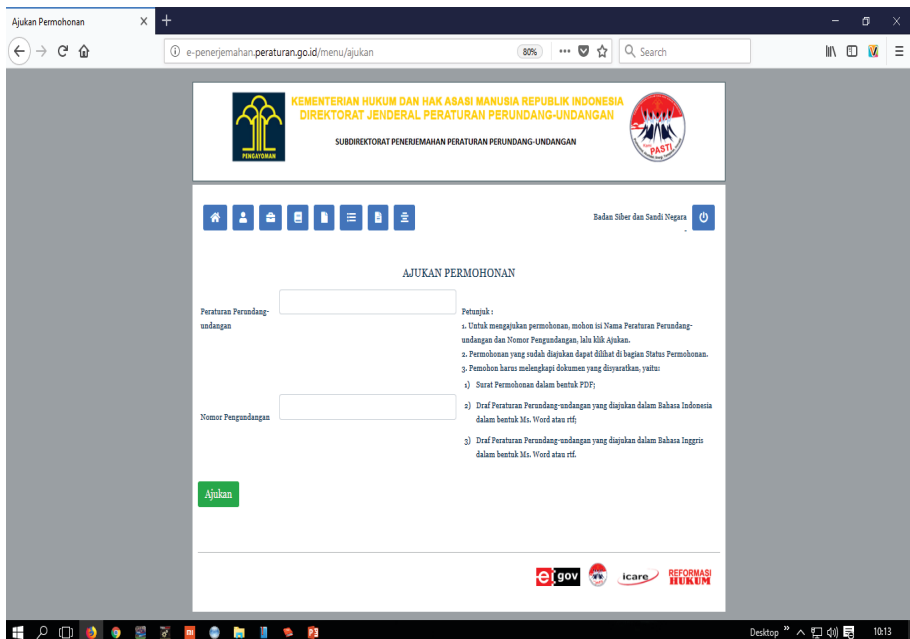 Ajukan Permohonan
e-penerjemahan.peraturan.go.id/menu/ajukan
80%
Search
KEMENTERIAN HUKUM DAN HAK ASASI MANUSIA REPUBLIK INDONESIA
DIREKTORAT JENDERAL PERATURAN PERUNDANG-UNDANGAN
SUBDIREKTORAT PENERJEMAHAN PERATURAN PERUNDANG-UNDANGAN
PENGAYOMAN
PASTI
Badan Siber dan Sandi Negara
-
AJUKAN PERMOHONAN
Peraturan Perundang-
undangan
Petunjuk :
1. Untuk mengajukan permohonan, mohon isi Nama Peraturan Perundang-
undangan dan Nomor Pengundangan, lalu klik Ajukan.
2. Permohonan yang sudah diajukan dapat dilihat di bagian Status Permohonan.
3. Pemohon harus melengkapi dokumen yang disyaratkan, yaitu:
1) Surat Permohonan dalam bentuk PDF;
2) Draf Peraturan Perundang-undangan yang diajukan dalam Bahasa Indonesia
dalam bentuk Ms. Word atau rtf;
3) Draf Peraturan Perundang-undangan yang diajukan dalam Bahasa Inggris
dalam bentuk Ms. Word atau rtf.
Nomor Pengundangan
Ajukan
e gov
icare
REFORMASI
HUKUM
Desktop
10:13